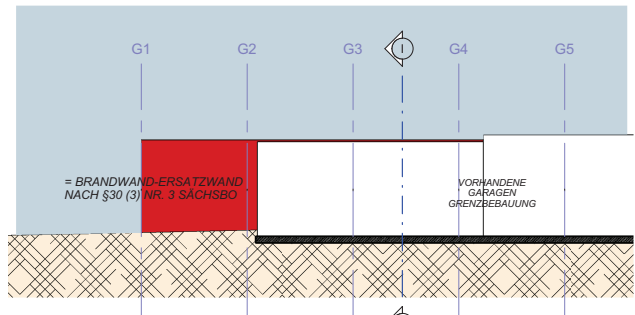 G1 G2 G3 G4 G5
= BRANDWAND-ERSATZWAND
NACH §30 (3) NR. 3 SÄCHSBO
VORHANDENE
GARAGEN
GRENZBEBAUUNG